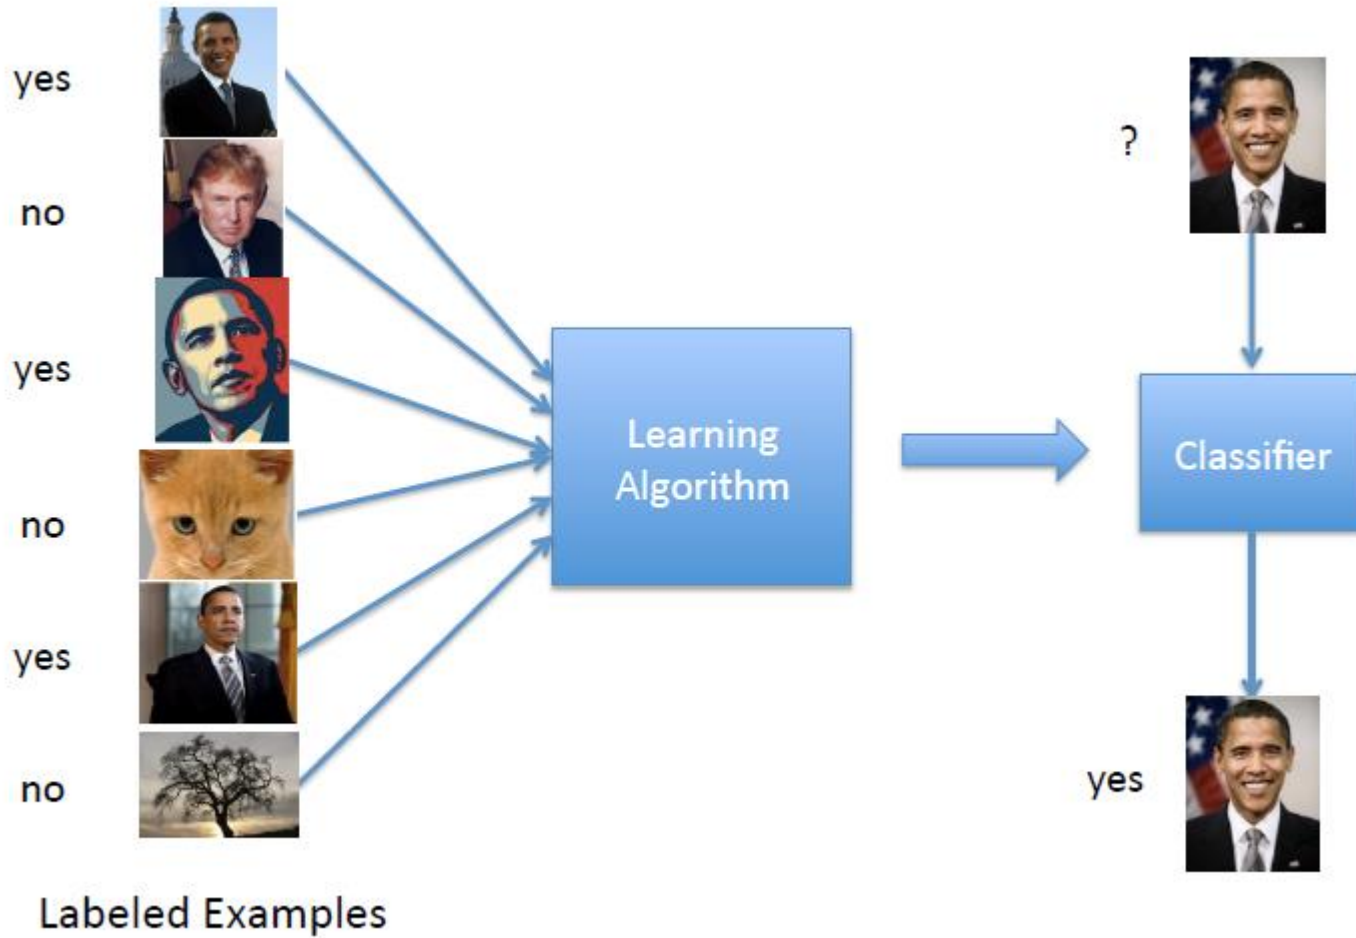 yes
no
yes
no
yes
no
Labeled Examples
Learning
Algorithm
?
Classifier
yes